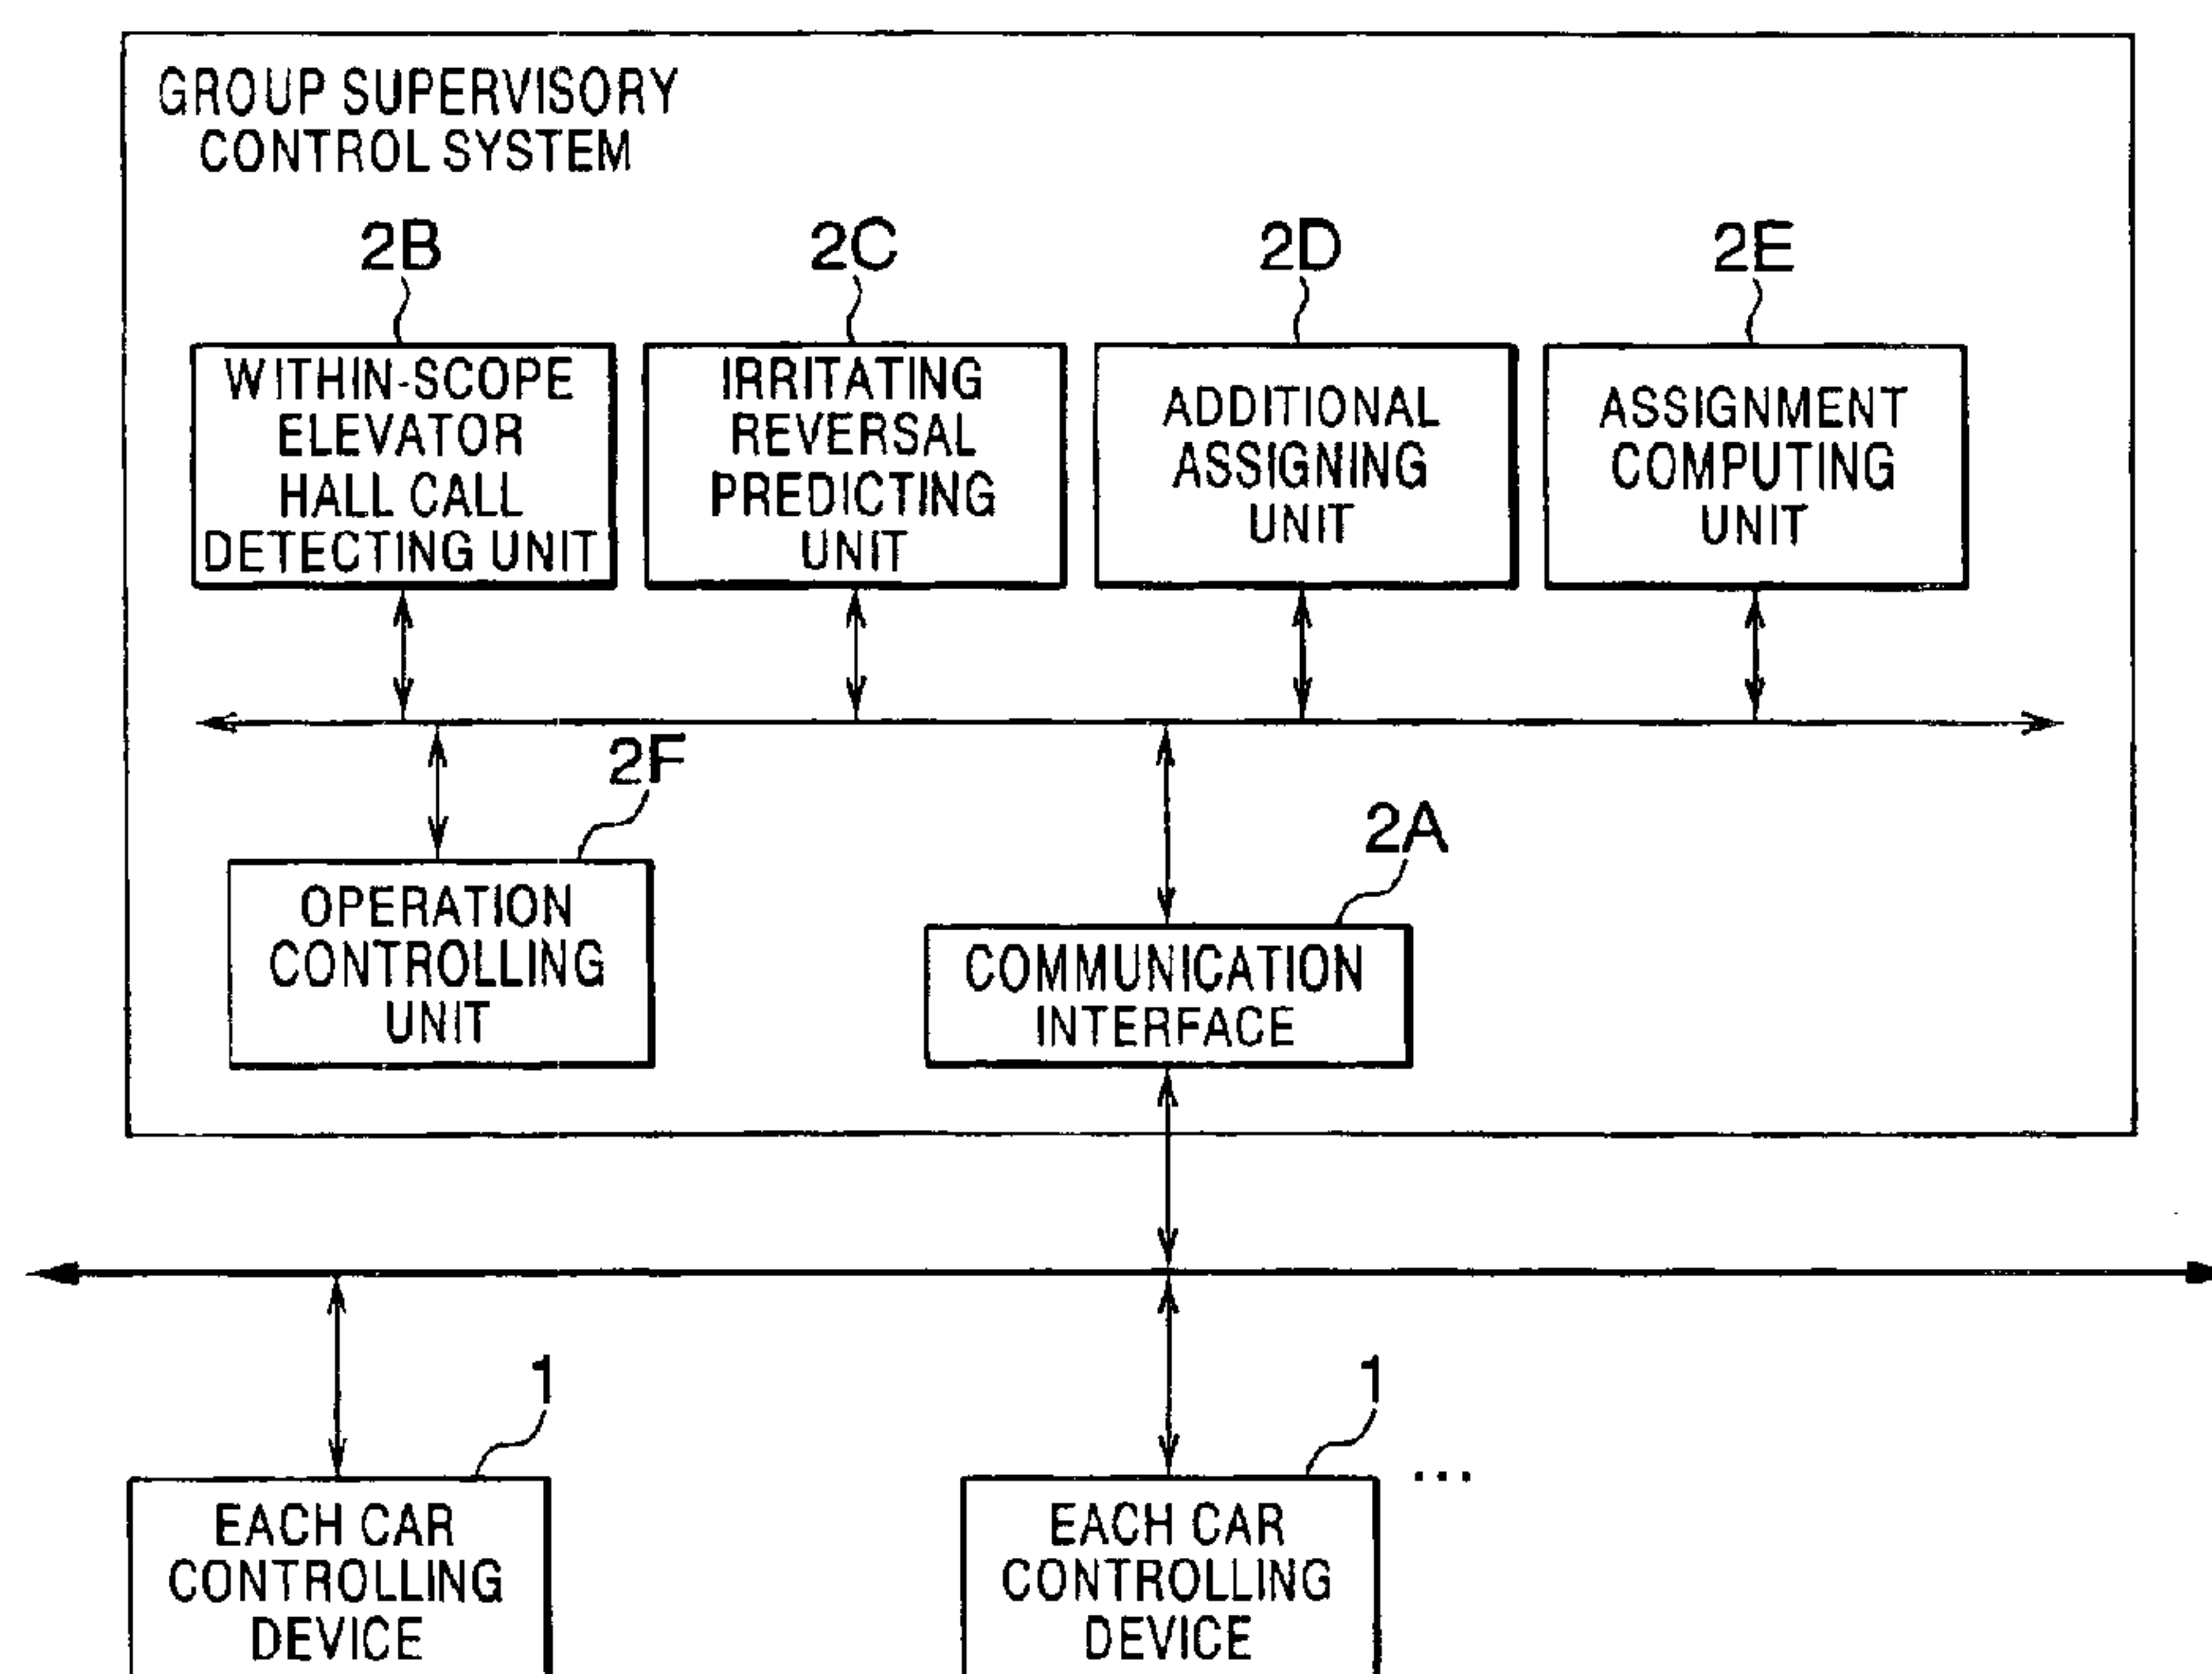 GROUP SUPERVISORY
CONTROL SYSTEM
2B
2C
2D
2E
WITHIN-SCOPE
ELEVATOR
HALL CALL
DETECTING UNIT
IRRITATING
REVERSAL
PREDICTING
UNIT
ADDITIONAL
ASSIGNING
UNIT
ASSIGNMENT
COMPUTING
UNIT
2F
OPERATION
CONTROLLING
UNIT
2A
COMMUNICATION
INTERFACE
1
EACH CAR
CONTROLLING
DEVICE
1
EACH CAR
CONTROLLING
DEVICE
...